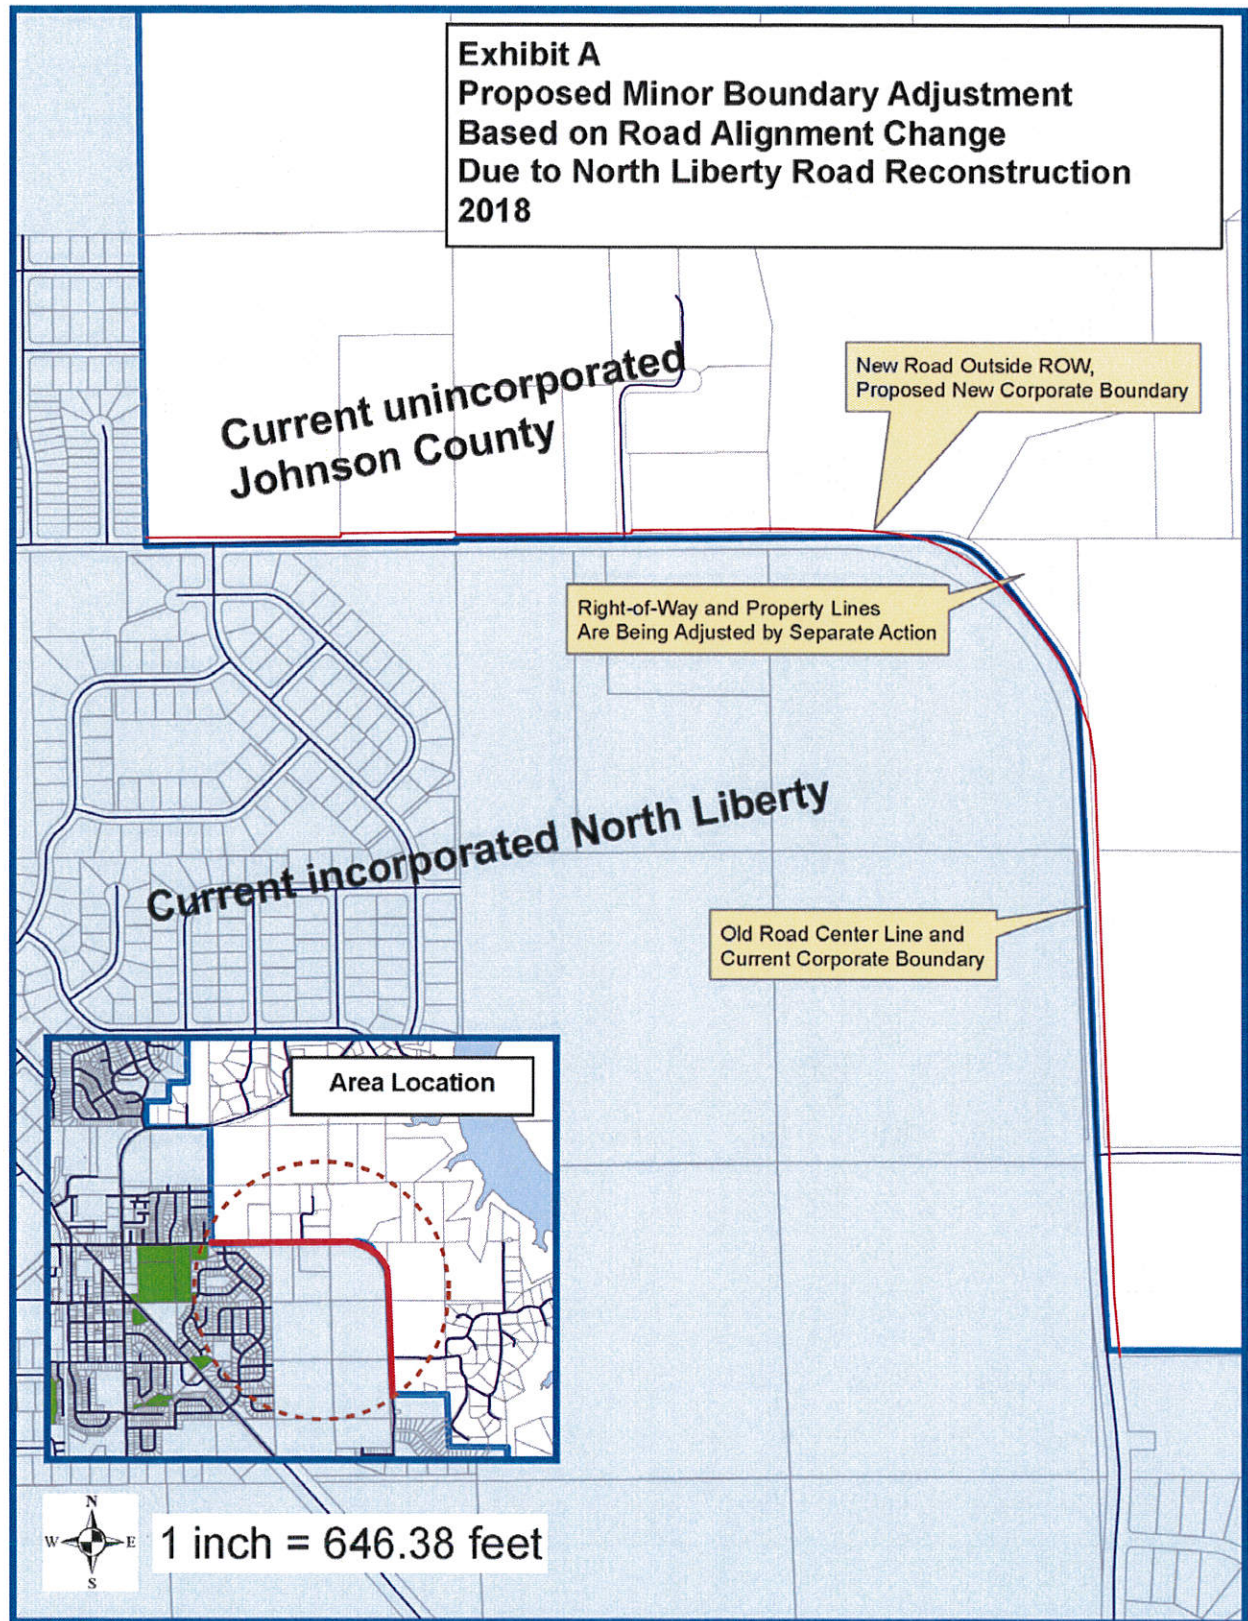 Exhibit A
Proposed Minor Boundary Adjustment
Based on Road Alignment Change
Due to North Liberty Road Reconstruction
2018
Current unincorporated
Johnson County
New Road Outside ROW,
Proposed New Corporate Boundary
Right-of-Way and Property Lines
Are Being Adjusted by Separate Action
Current incorporated North Liberty
Old Road Center Line and
Current Corporate Boundary
Area Location
N
W E
S
1 inch = 646.38 feet